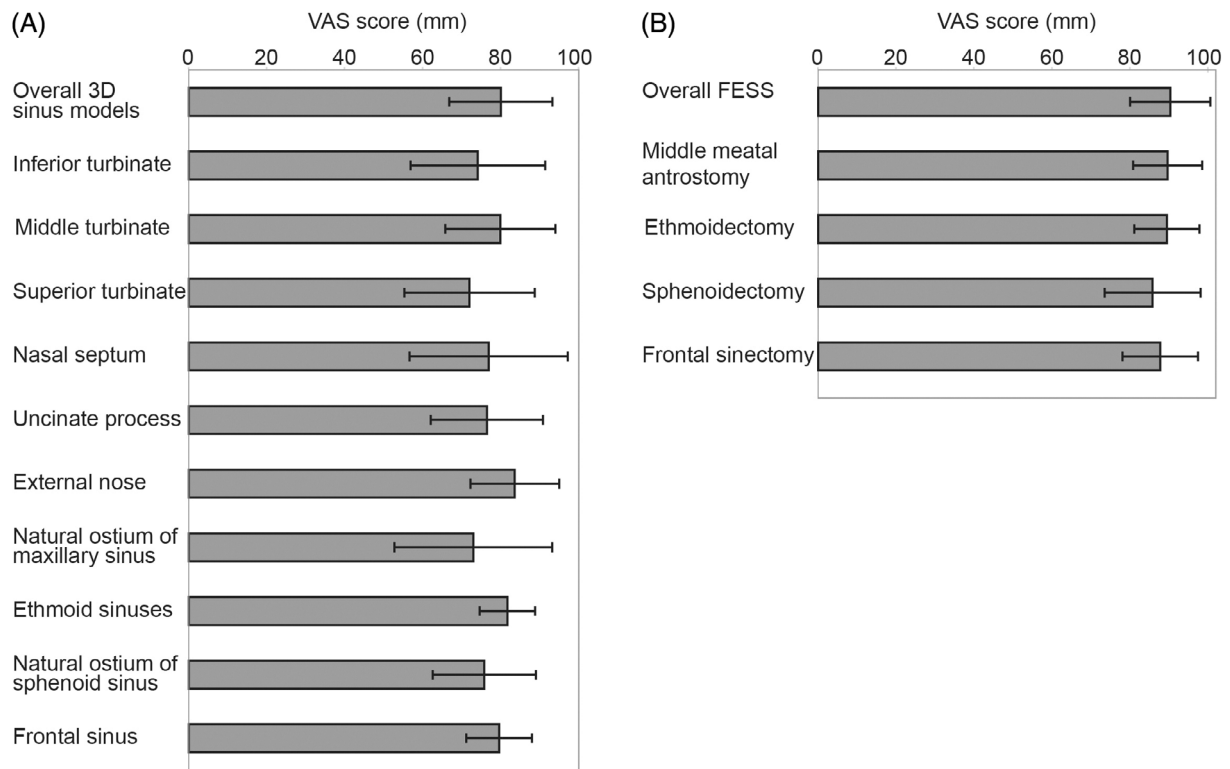 (A)
VAS score (mm)
0 20 40 60 80 100
Overall 3D
sinus models
Inferior turbinate
Middle turbinate
Superior turbinate
Nasal septum
Uncinate process
External nose
Natural ostium of
maxillary sinus
Ethmoid sinuses
Natural ostium of
sphenoid sinus
Frontal sinus
(B)
VAS score (mm)
0 20 40 60 80 100
Overall FESS
Middle meatal
antrostomy
Ethmoidectomy
Sphenoidectomy
Frontal sinectomy